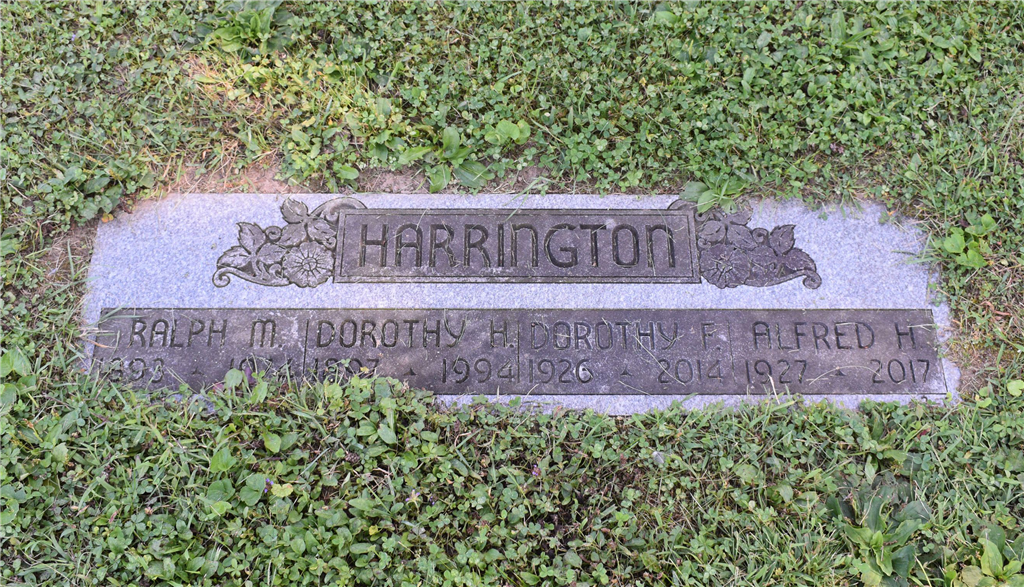 HARRINGTON
RALPH M. DOROTHY H. DOROTHY F. ALFRED H.
1994 1926 2014 1927 2017